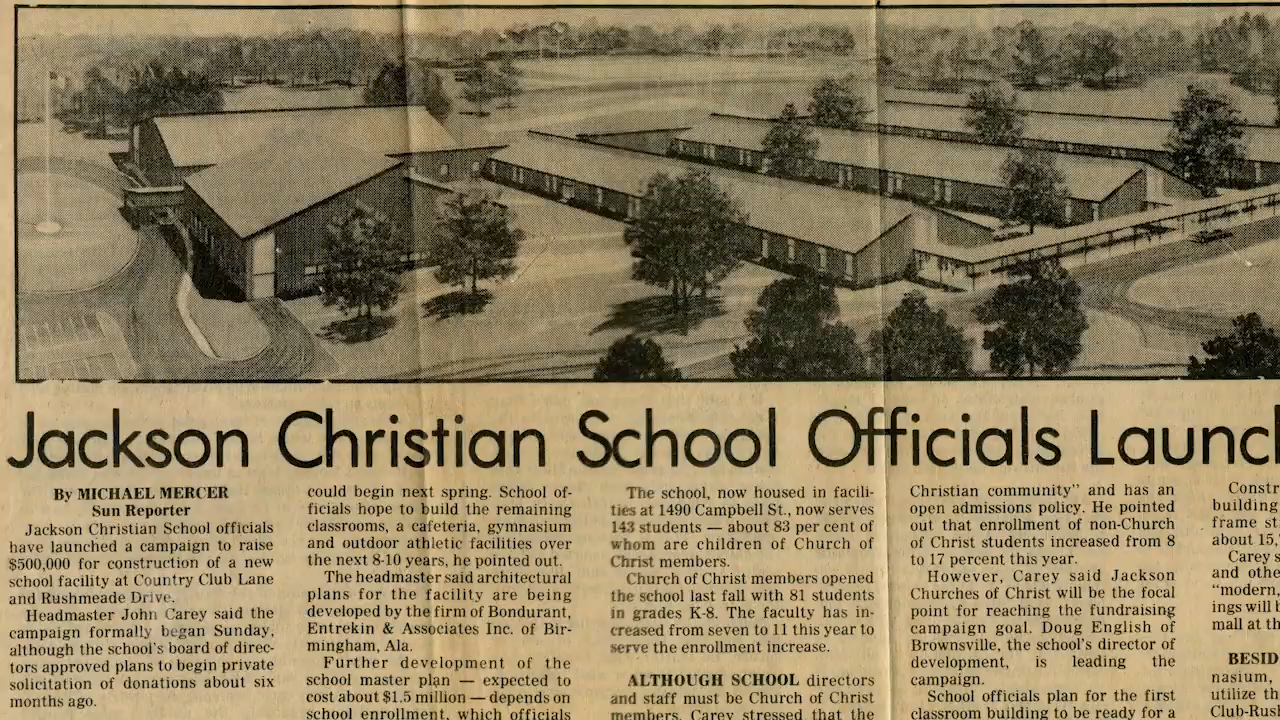 Jackson Christian School Officials Launch
By MICHAEL MERCER
Sun Reporter
Jackson Christian School officials
have launched a campaign to raise
$500,000 for construction of a new
school facility at Country Club Lane
and Rushmeade Drive.
Headmaster John Carey said the
campaign formally began Sunday,
although the school's board of direc-
tors approved plans to begin private
solicitation of donations about six
months ago.
could begin next spring. School of-
ficials hope to build the remaining
classrooms, a cafeteria, gymnasium
and outdoor athletic facilities over
the next 8-10 years, he pointed out.
The headmaster said architectural
plans for the facility are being
developed by the firm of Bondurant,
Entrekin & Associates Inc. of Bir-
mingham, Ala.
Further development of the
school master plan — expected to
cost about $1.5 million — depends on
school enrollment, which officials
The school, now housed in facili-
ties at 1490 Campbell St., now serves
143 students — about 83 per cent of
whom are children of Church of
Christ members.
Church of Christ members opened
the school last fall with 81 students
in grades K-8. The faculty has in-
creased from seven to 11 this year to
serve the enrollment increase.
ALTHOUGH SCHOOL directors
and staff must be Church of Christ
members, Carey stressed that the
Christian community" and has an
open admissions policy. He pointed
out that enrollment of non-Church
of Christ students increased from 8
to 17 percent this year.
However, Carey said Jackson
Churches of Christ will be the focal
point for reaching the fundraising
campaign goal. Doug English of
Brownsville, the school's director of
development, is leading the
campaign.
School officials plan for the first
classroom building to be ready for a
Constr
building
frame st
about 15,
Carey s
and othe
"modern,
ings will b
mall at th
BESID
nasium,
utilize th
Club-Rush